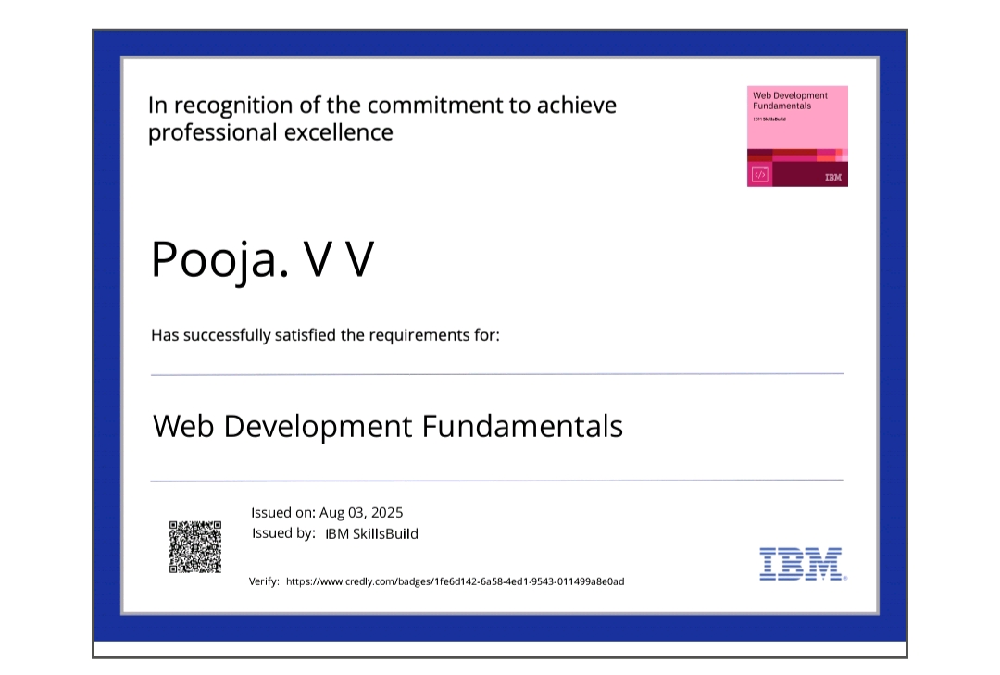 In recognition of the commitment to achieve
professional excellence
Web Development
Fundamentals
IBM SkillsBuild
</>
IBM
Pooja. V V
Has successfully satisfied the requirements for:
Web Development Fundamentals
Issued on: Aug 03, 2025
Issued by: IBM SkillsBuild
Verify: https://www.credly.com/badges/1fe6d142-6a58-4ed1-9543-011499a8e0ad
IBM®